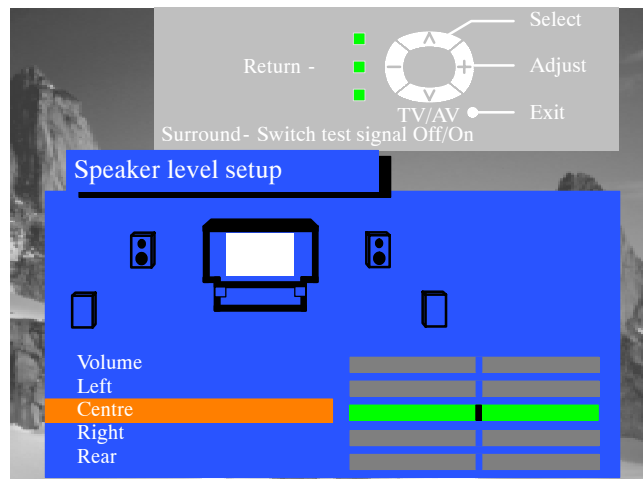 Select
Return -
Adjust
TV/AV
Exit
Surround- Switch test signal Off/On
Speaker level setup
Volume
Left
Centre
Right
Rear